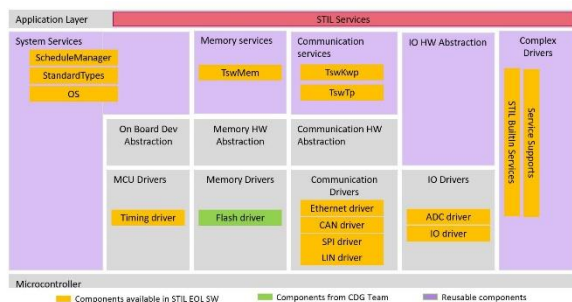 Application Layer
STIL Services
System Services
ScheduleManager
StandardTypes
OS
Memory services
TswMem
Communication
services
TswKwp
TswTp
IO HW Abstraction
Complex
Drivers
STIL BuiltIn Services
Service Supports
On Board Dev
Abstraction
Memory HW
Abstraction
Communication HW
Abstraction
MCU Drivers
Timing driver
Memory Drivers
Flash driver
Communication
Drivers
Ethernet driver
CAN driver
SPI driver
LIN driver
IO Drivers
ADC driver
IO driver
Microcontroller
Components available in STIL EOL SW
Components from CDG Team
Reusable components